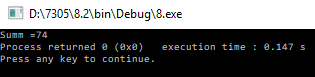 D:\7305\8.2\bin\Debug\8.exe
Summ =74
Process returned 0 (0x0)   execution time : 0.147 s
Press any key to continue.